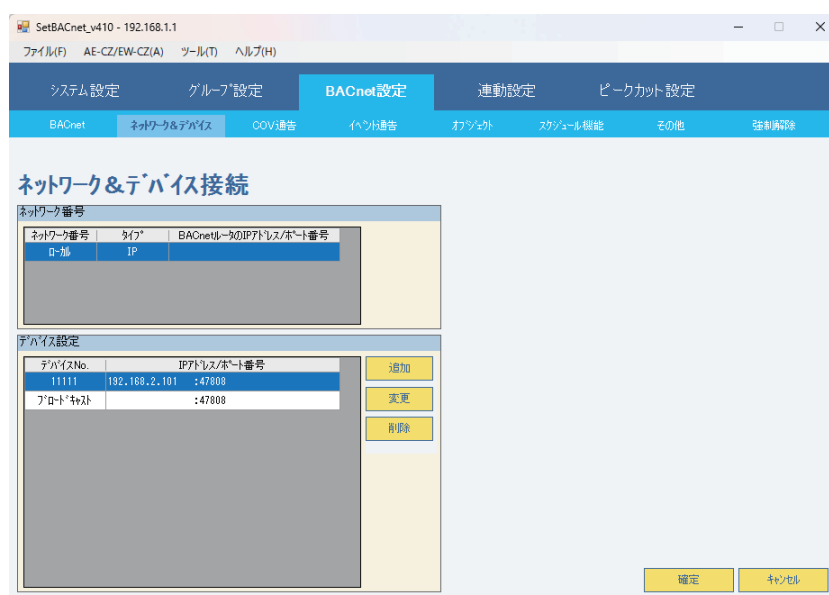 SetBACnet_v410 - 192.168.1.1
ファイル(F) AE-CZ/EW-CZ(A) ツール(T) ヘルプ(H)
システム設定 グループ設定 BACnet設定 連動設定 ピークカット設定
BACnet ネットワーク&デバイス COV通告 イベント通告 オブジェクト スケジュール機能 その他 強制解除
ネットワーク&デバイス接続
ネットワーク番号
ネットワーク番号 タイプ BACnetルータのIPアドレス/ポート番号
ローカル IP
デバイス設定
デバイスNo. IPアドレス/ポート番号
11111 192.168.2.101 :47808
ブロードキャスト :47808
追加
変更
削除
確定 キャンセル